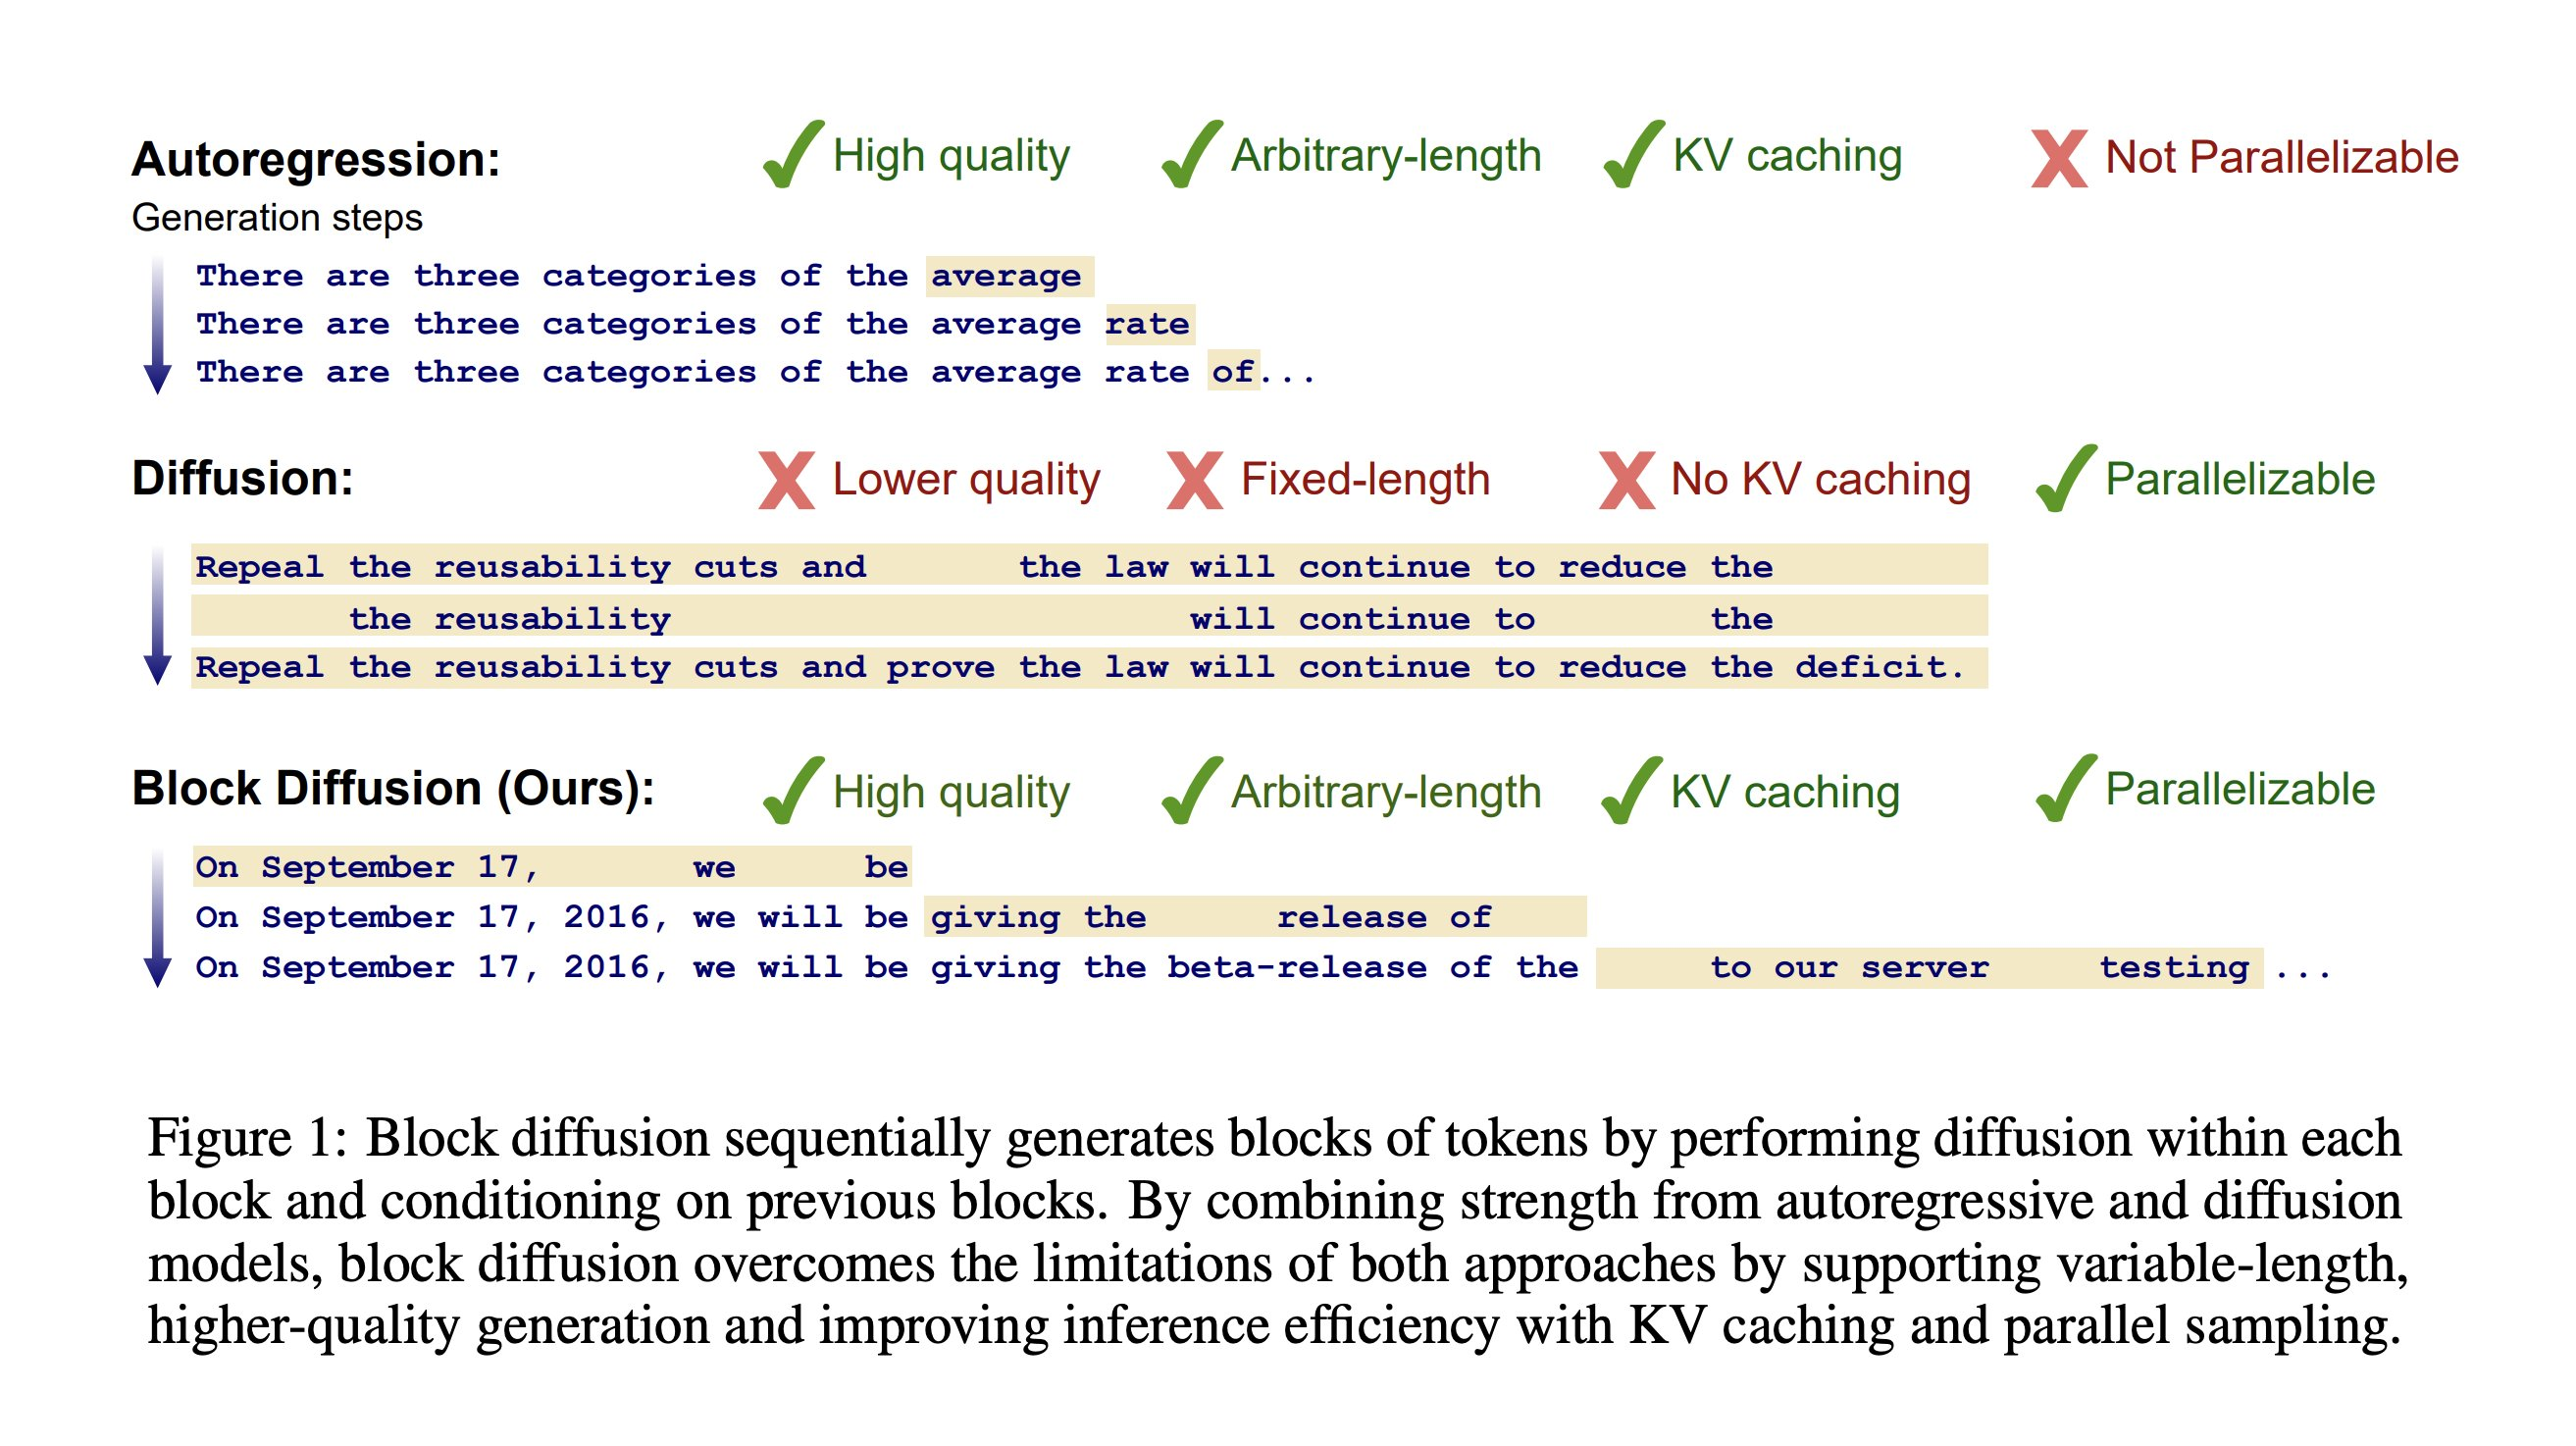 Autoregression: High quality Arbitrary-length KV caching Not Parallelizable
Generation steps
There are three categories of the average
There are three categories of the average rate
There are three categories of the average rate of...
Diffusion: Lower quality Fixed-length No KV caching Parallelizable
Repeal the reusability cuts and the law will continue to reduce the
the reusability will continue to the
Repeal the reusability cuts and prove the law will continue to reduce the deficit.
Block Diffusion (Ours): High quality Arbitrary-length KV caching Parallelizable
On September 17, we be
On September 17, 2016, we will be giving the release of
On September 17, 2016, we will be giving the beta-release of the to our server testing ...
Figure 1: Block diffusion sequentially generates blocks of tokens by performing diffusion within each
block and conditioning on previous blocks. By combining strength from autoregressive and diffusion
models, block diffusion overcomes the limitations of both approaches by supporting variable-length,
higher-quality generation and improving inference efficiency with KV caching and parallel sampling.